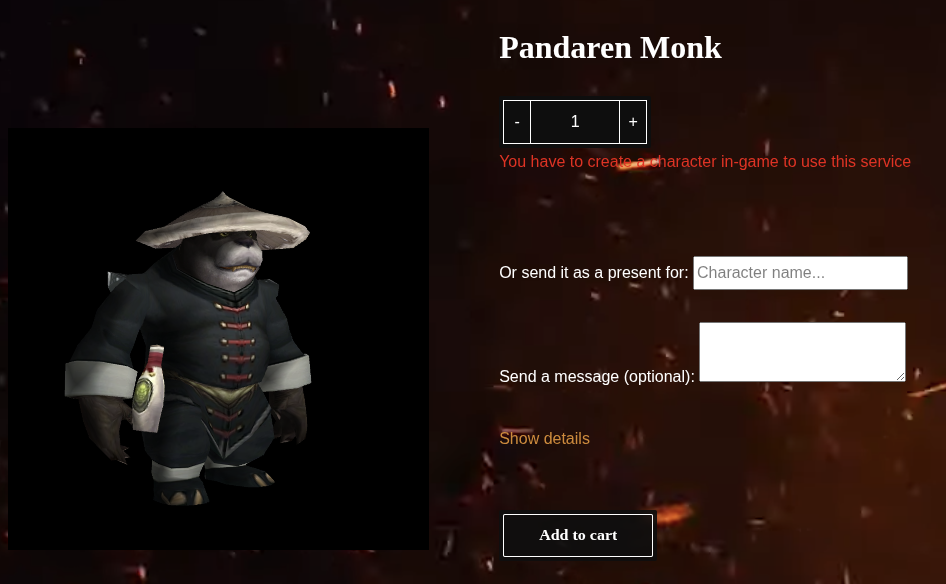 Pandaren Monk
- 1 +
You have to create a character in-game to use this service
Or send it as a present for: Character name...
Send a message (optional):
Show details
Add to cart